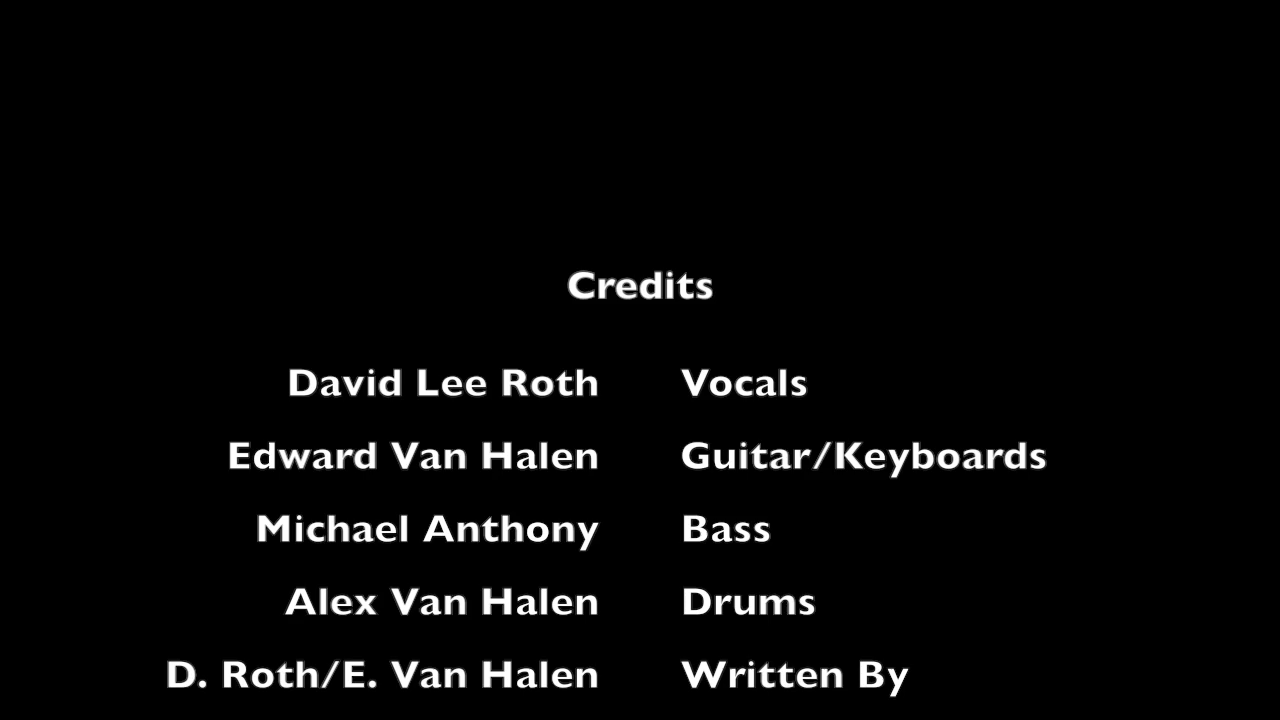 Credits
David Lee Roth Vocals
Edward Van Halen Guitar/Keyboards
Michael Anthony Bass
Alex Van Halen Drums
D. Roth/E. Van Halen Written By